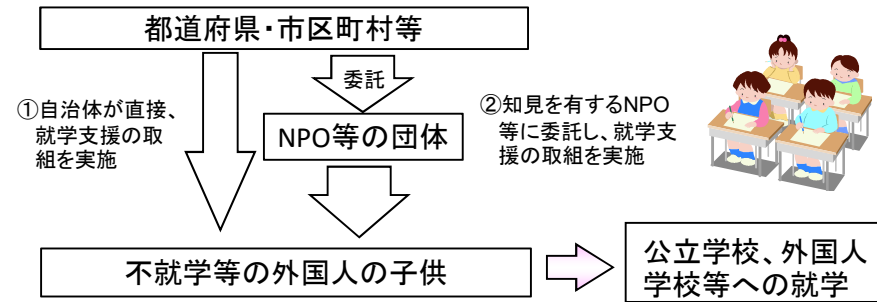 都道府県・市区町村等
委託
①自治体が直接、
就学支援の取
組を実施
NPO等の団体
②知見を有するNPO
等に委託し、就学支
援の取組を実施
不就学等の外国人の子供
公立学校、外国人
学校等への就学